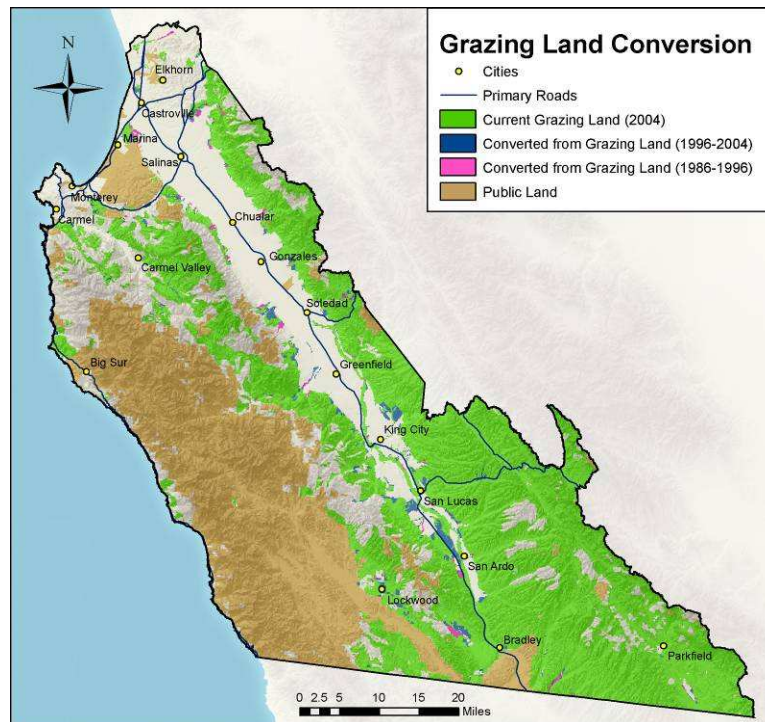 Grazing Land Conversion
Cities
Primary Roads
Current Grazing Land (2004)
Converted from Grazing Land (1996-2004)
Converted from Grazing Land (1986-1996)
Public Land
N
Elkhorn
Castroville
Marina
Salinas
Monterey
Carmel
Chualar
Carmel Valley
Gonzales
Soledad
Big Sur
Greenfield
King City
San Lucas
San Ardo
Lockwood
Bradley
Parkfield
0 2.5 5 10 15 20
Miles